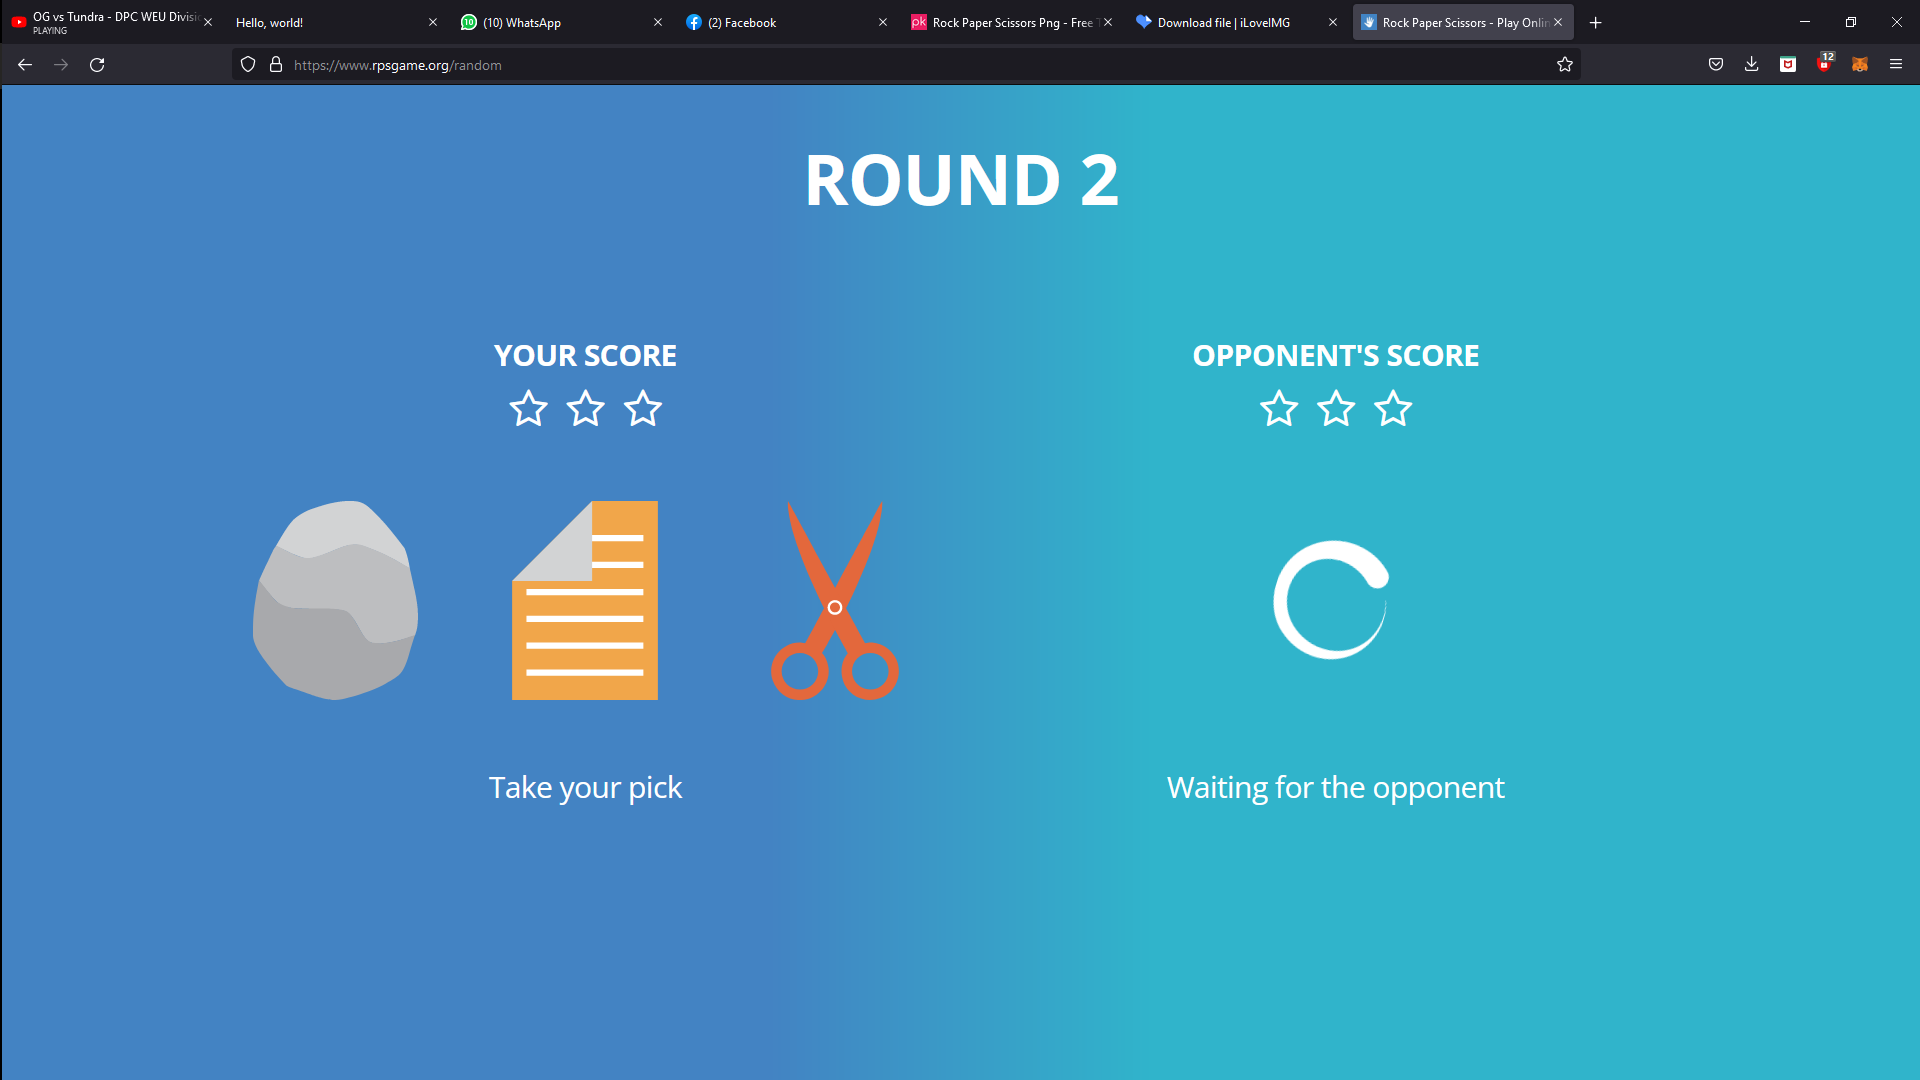 OG vs Tundra - DPC WEU Divisi
PLAYING
Hello, world!
10
(10) WhatsApp
(2) Facebook
pk
Rock Paper Scissors Png - Free T
Download file | iLoveIMG
Rock Paper Scissors - Play Onlin
https://www.rpsgame.org/random
12
ROUND 2
YOUR SCORE
OPPONENT'S SCORE
Take your pick
Waiting for the opponent